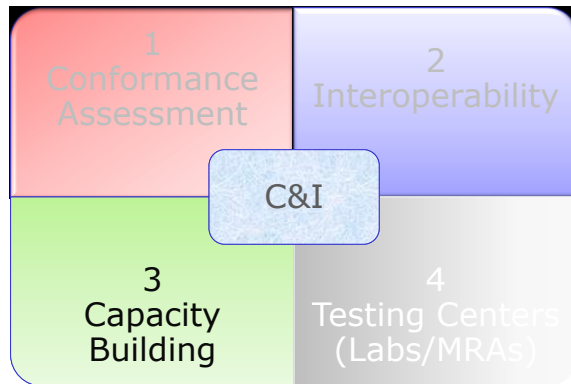 1
Conformance
Assessment
2
Interoperability
C&I
3
Capacity
Building
4
Testing Centers
(Labs/MRAs)